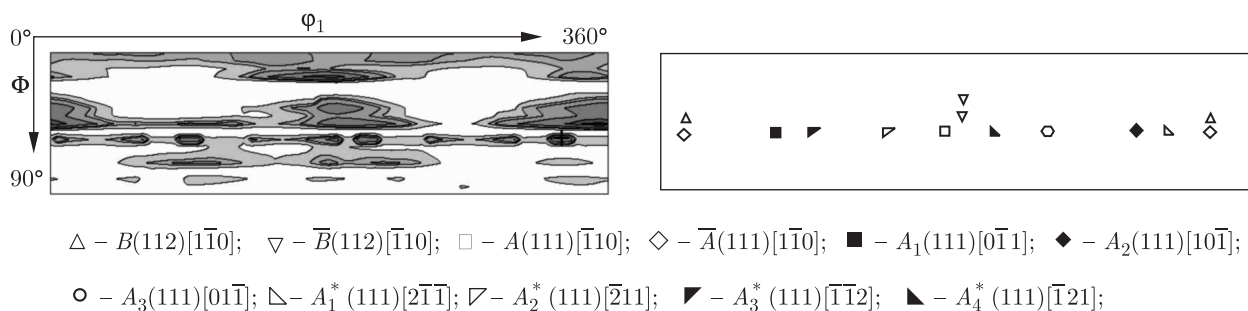 φ₁
0° 360°
Φ
90°
△ – B(112)[11̅0]; ▽ – B̅(112)[1̅10]; □ – A(111)[1̅10]; ◇ – A̅(111)[11̅0]; ■ – A₁(111)[01̅1]; ◆ – A₂(111)[101̅];
○ – A₃(111)[011̅]; ◺ – A₁*(111)[21̅1̅]; ◸ – A₂*(111)[2̅11]; ◤ – A₃*(111)[1̅1̅2]; ◣ – A₄*(111)[1̅21];